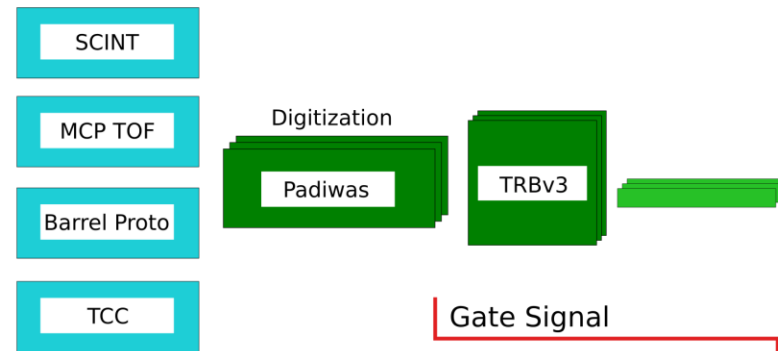 SCINT
MCP TOF
Barrel Proto
TCC
Digitization
Padiwas
TRBv3
Gate Signal